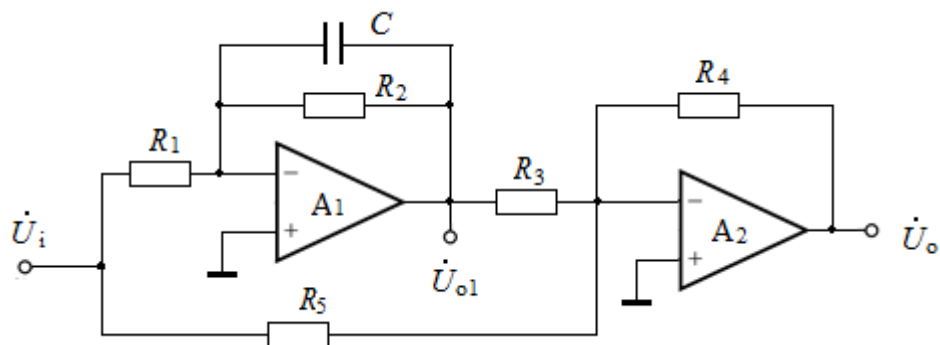 C
R2
R4
R1
−
A1
+
R3
−
A2
+
U̇i
U̇o1
U̇o
R5